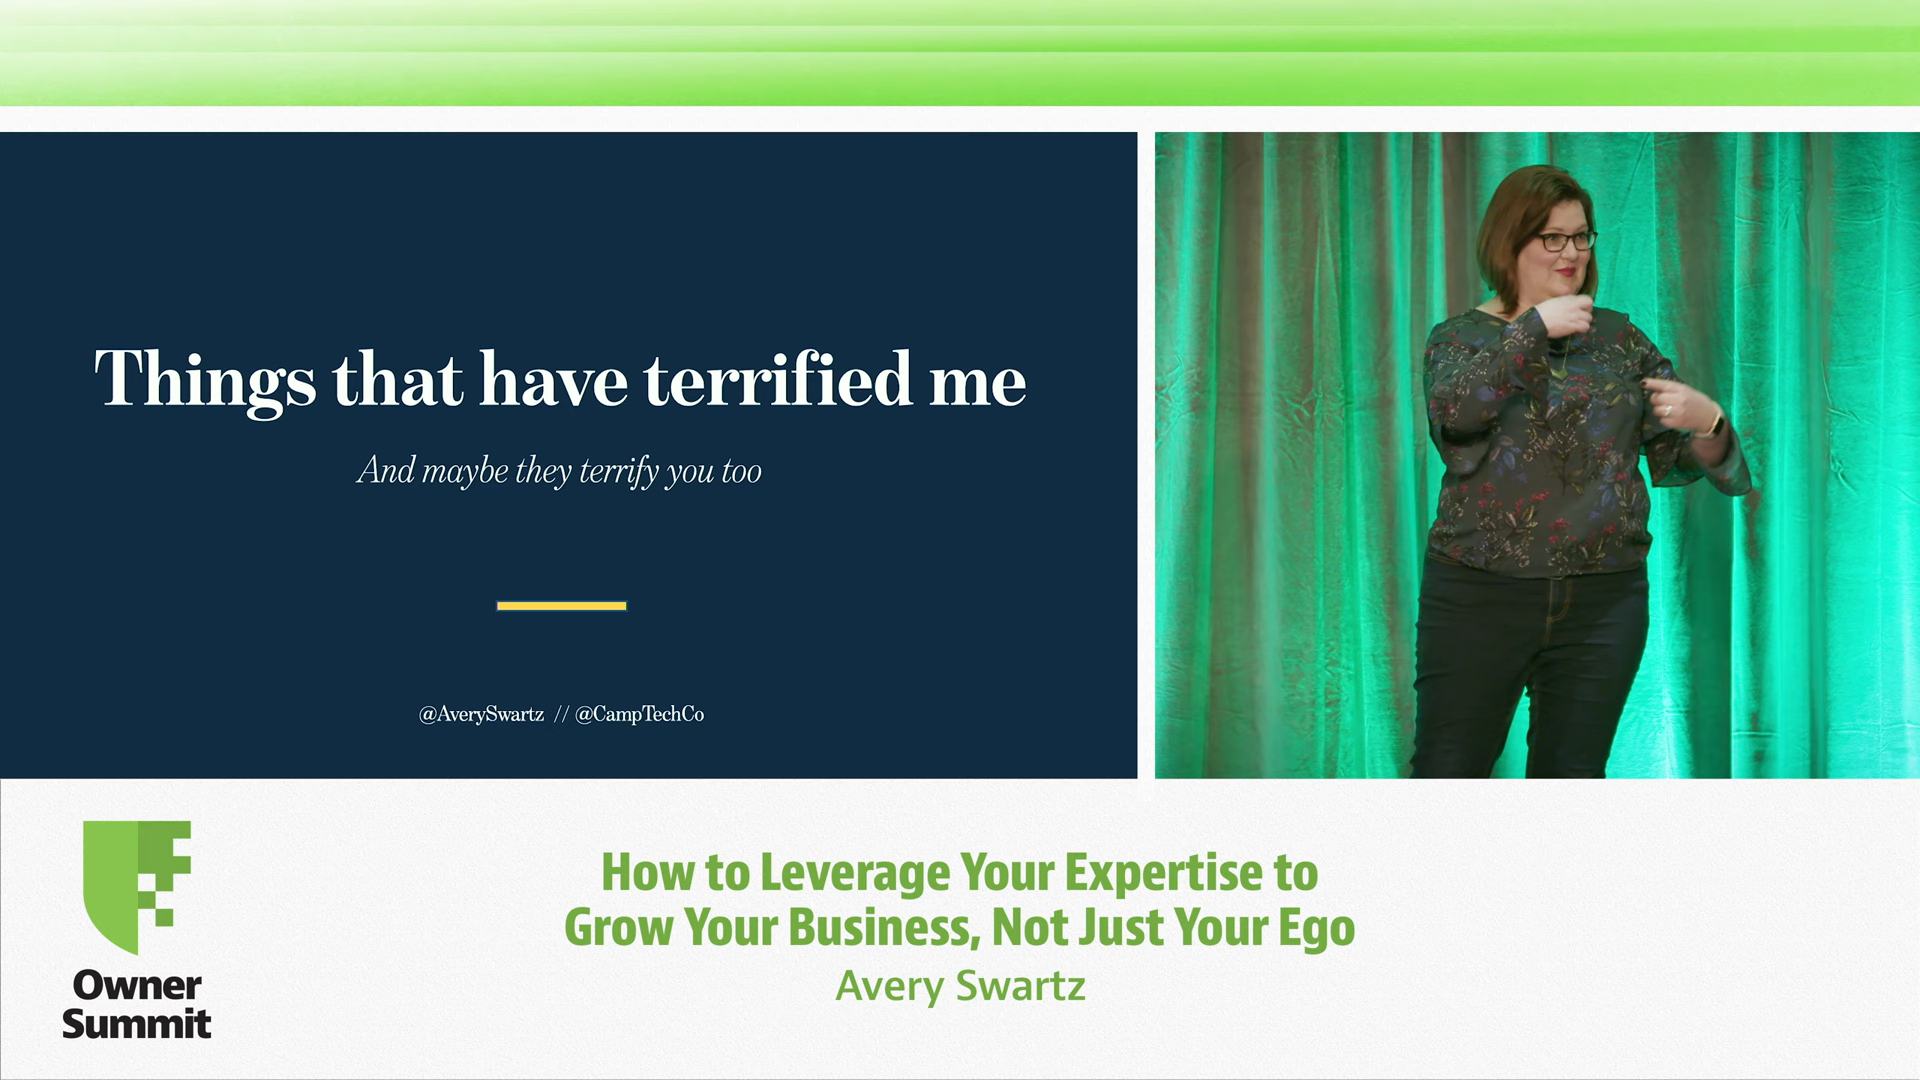 Things that have terrified me
And maybe they terrify you too
@AverySwartz // @CampTechCo
Owner
Summit
How to Leverage Your Expertise to
Grow Your Business, Not Just Your Ego
Avery Swartz